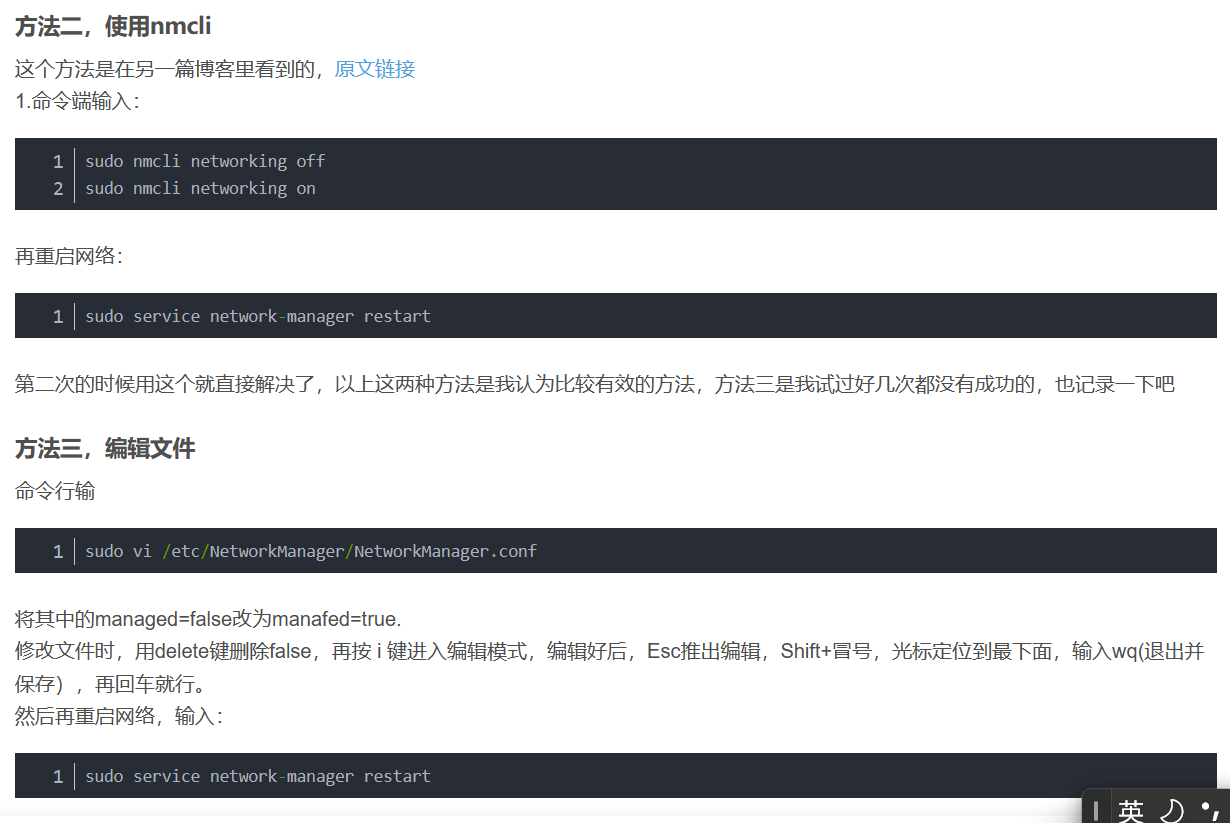 方法二，使用nmcli
这个方法是在另一篇博客里看到的，原文链接
1.命令端输入：
1 sudo nmcli networking off
2 sudo nmcli networking on
再重启网络：
1 sudo service network-manager restart
第二次的时候用这个就直接解决了，以上这两种方法是我认为比较有效的方法，方法三是我试过好几次都没有成功的，也记录一下吧
方法三，编辑文件
命令行输
1 sudo vi /etc/NetworkManager/NetworkManager.conf
将其中的managed=false改为manafed=true.
修改文件时，用delete键删除false，再按 i 键进入编辑模式，编辑好后，Esc推出编辑，Shift+冒号，光标定位到最下面，输入wq(退出并
保存），再回车就行。
然后再重启网络，输入：
1 sudo service network-manager restart
英